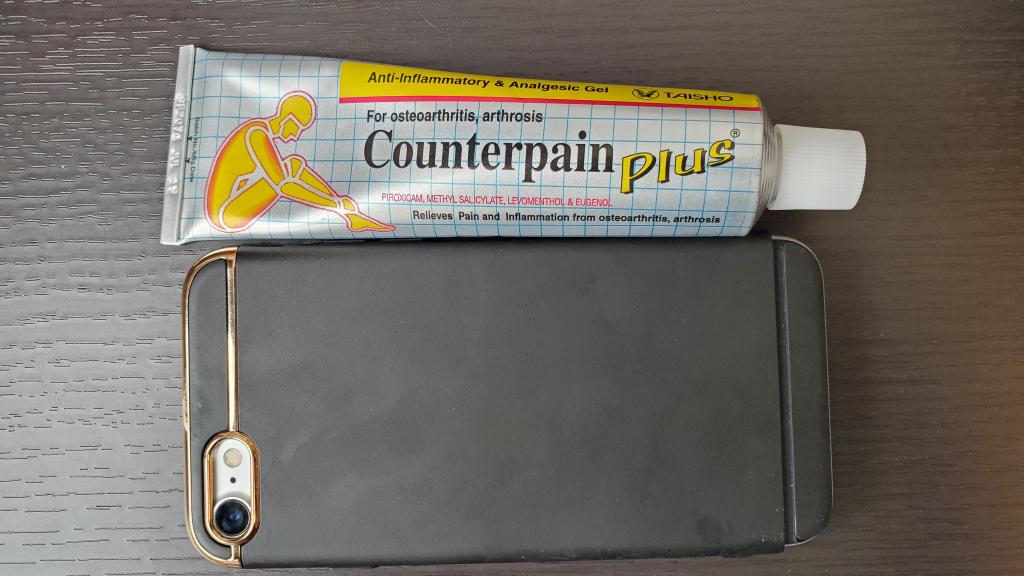 Anti-Inflammatory & Analgesic Gel TAISHO
For osteoarthritis, arthrosis
Counterpain Plus®
PIROXICAM, METHYL SALICYLATE, LEVOMENTHOL & EUGENOL
Relieves Pain and Inflammation from osteoarthritis, arthrosis